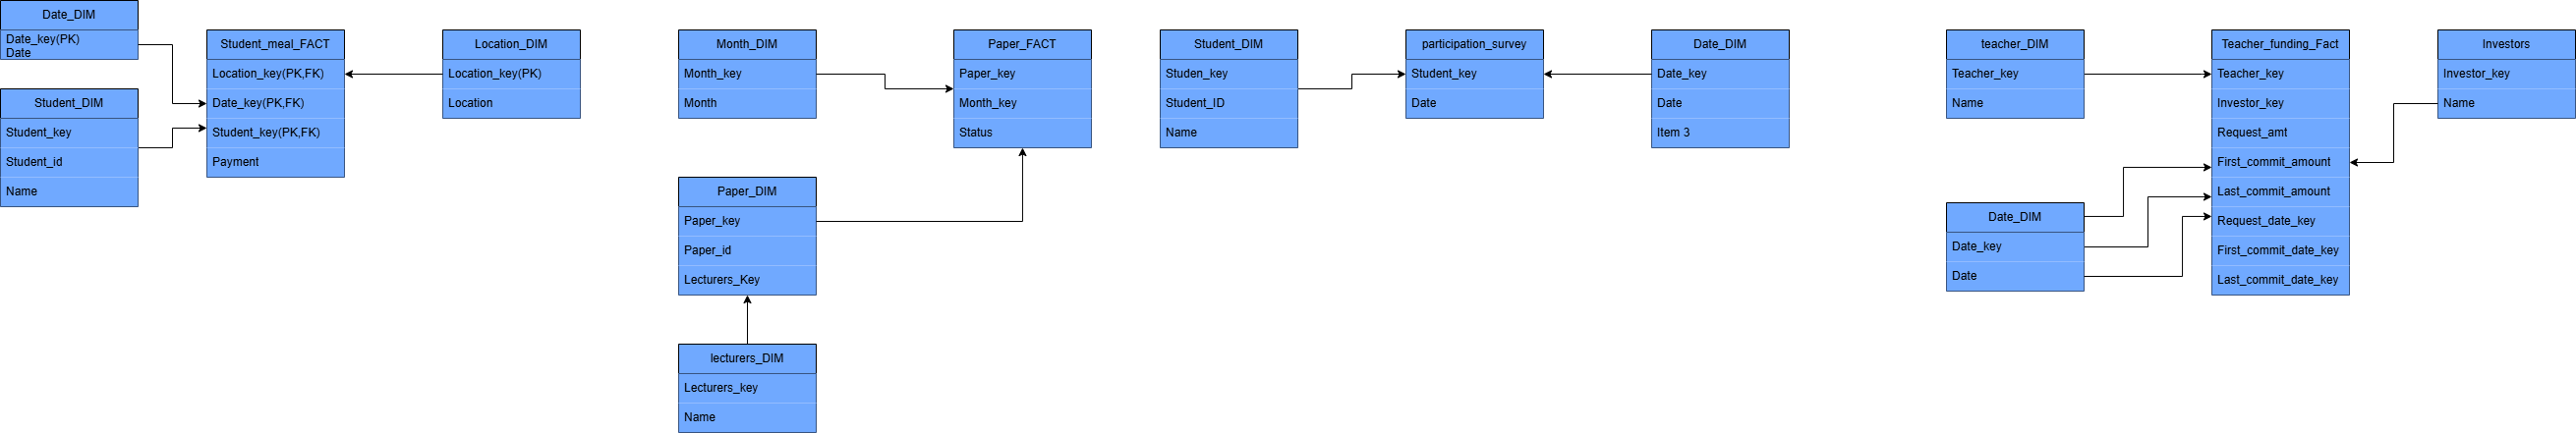 Date_DIM
Date_key(PK)
Date
Student_DIM
Student_key
Student_id
Name
Student_meal_FACT
Location_key(PK,FK)
Date_key(PK,FK)
Student_key(PK,FK)
Payment
Location_DIM
Location_key(PK)
Location
Month_DIM
Month_key
Month
Paper_DIM
Paper_key
Paper_id
Lecturers_Key
lecturers_DIM
Lecturers_key
Name
Paper_FACT
Paper_key
Month_key
Status
Student_DIM
Studen_key
Student_ID
Name
participation_survey
Student_key
Date
Date_DIM
Date_key
Date
Item 3
teacher_DIM
Teacher_key
Name
Date_DIM
Date_key
Date
Teacher_funding_Fact
Teacher_key
Investor_key
Request_amt
First_commit_amount
Last_commit_amount
Request_date_key
First_commit_date_key
Last_commit_date_key
Investors
Investor_key
Name